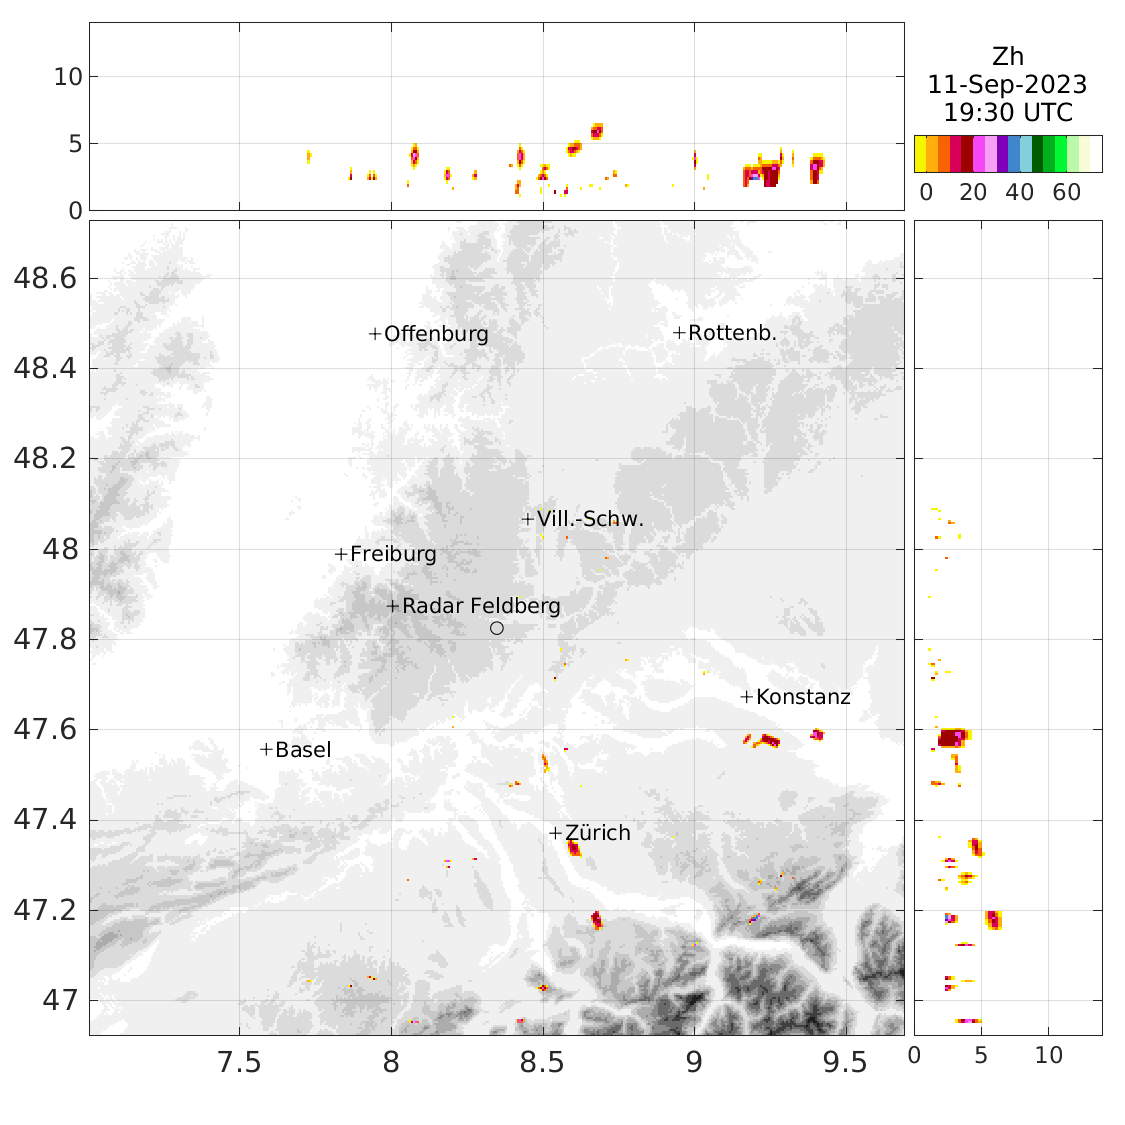 Zh
11-Sep-2023
19:30 UTC
10
5
0
0 20 40 60
48.6
Offenburg
Rottenb.
48.4
48.2
Vill.-Schw.
48
Freiburg
Radar Feldberg
47.8
Konstanz
47.6
Basel
47.4
Zürich
47.2
47
7.5 8 8.5 9 9.5
0 5 10